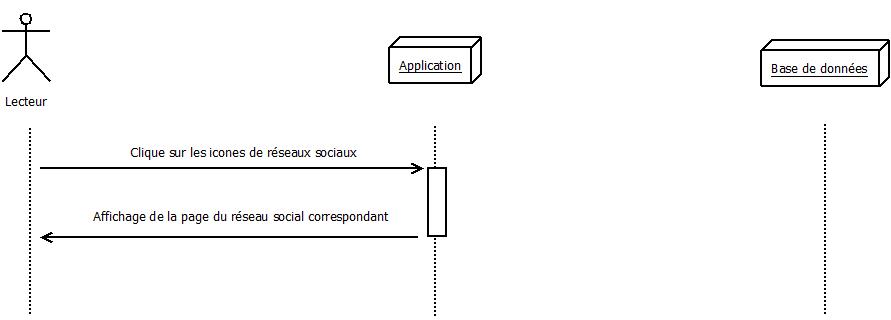 Application
Base de données
Lecteur
Clique sur les icones de réseaux sociaux
Affichage de la page du réseau social correspondant